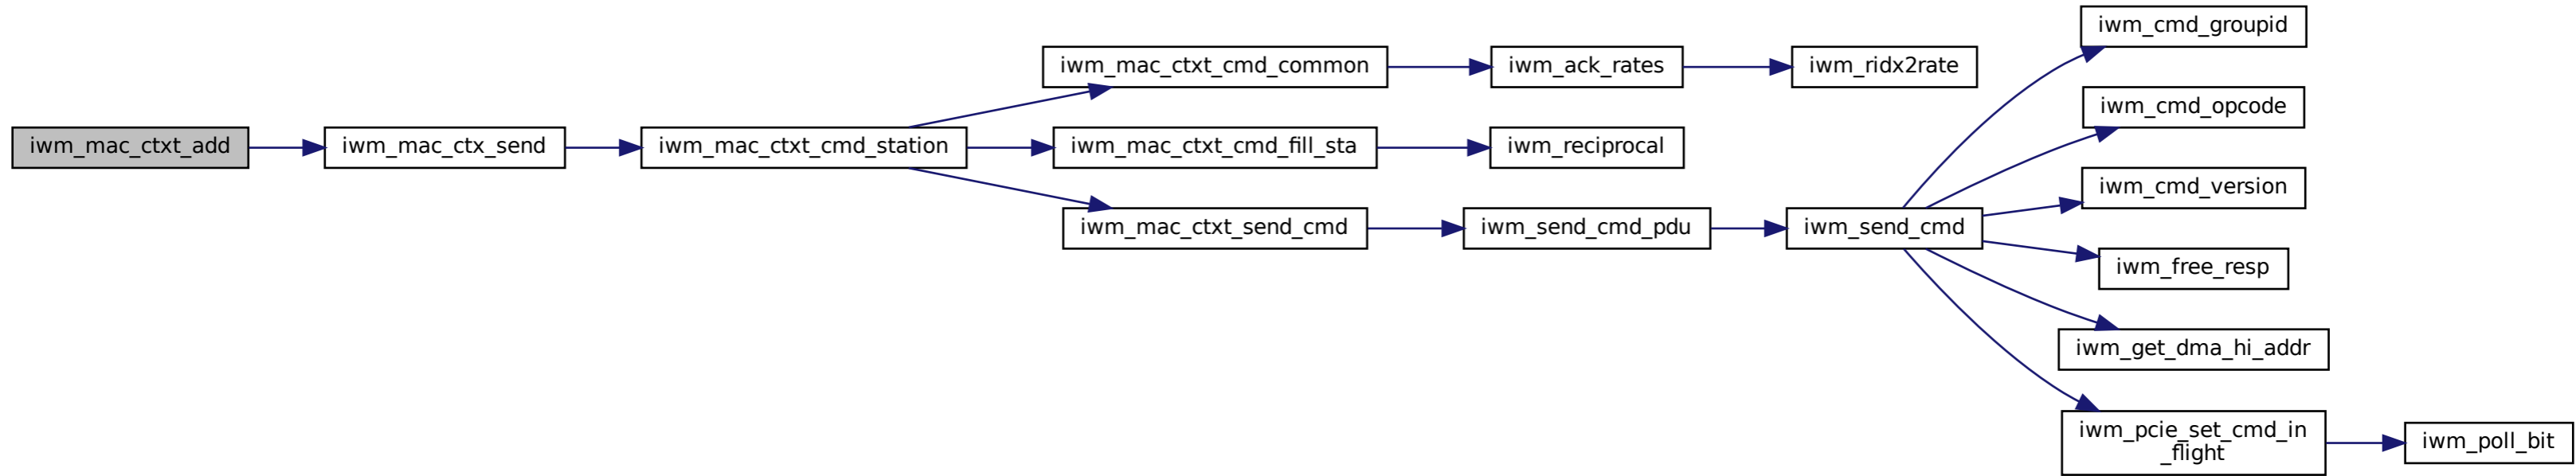 iwm_mac_ctxt_add
iwm_mac_ctx_send
iwm_mac_ctxt_cmd_station
iwm_mac_ctxt_cmd_common
iwm_ack_rates
iwm_ridx2rate
iwm_mac_ctxt_cmd_fill_sta
iwm_reciprocal
iwm_mac_ctxt_send_cmd
iwm_send_cmd_pdu
iwm_send_cmd
iwm_cmd_groupid
iwm_cmd_opcode
iwm_cmd_version
iwm_free_resp
iwm_get_dma_hi_addr
iwm_pcie_set_cmd_in
_flight
iwm_poll_bit